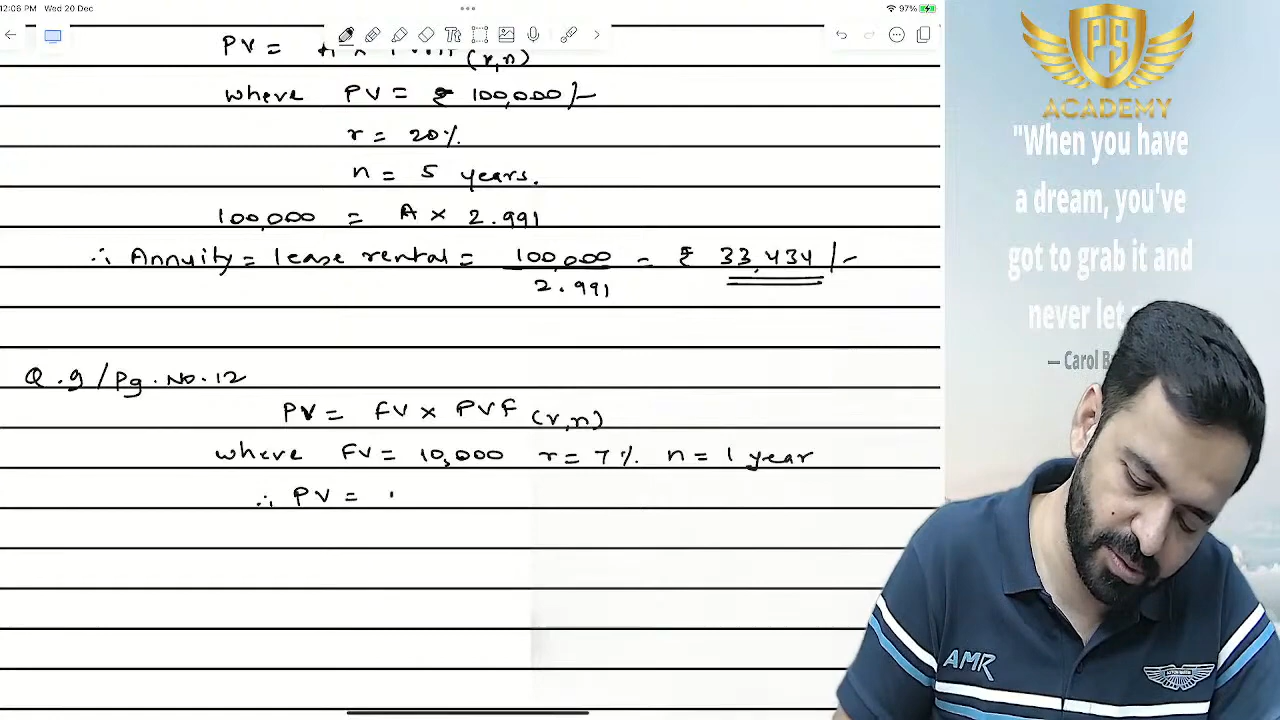 12:06 PM Wed 20 Dec
97%
PV =
(r,n)
where PV = ₹ 100,000/-
r = 20%.
n = 5 years.
100,000 = A × 2.991
∴ Annuity = lease rental = 100,000 / 2.991 = ₹ 33,434/-
Q.9/Pg.No.12
PV = FV × PVF (r,n)
where FV = 10,000 r = 7%. n = 1 year
∴ PV =
PS
ACADEMY
"When you have
a dream, you've
got to grab it and
never let
— Carol B
AMR